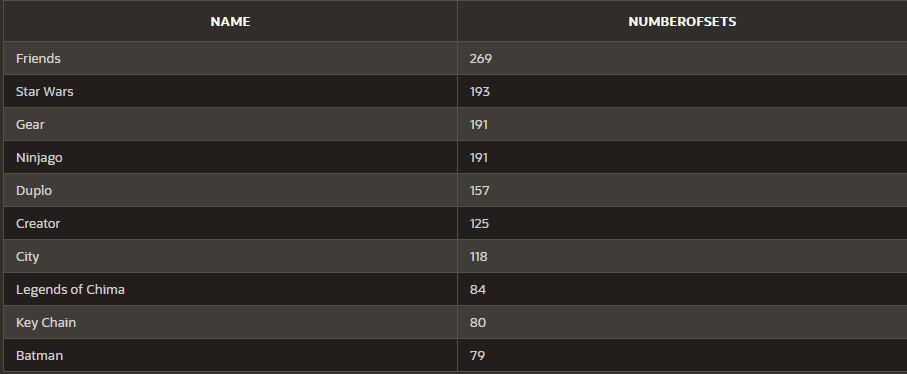 NAME NUMBEROFSETS
Friends 269
Star Wars 193
Gear 191
Ninjago 191
Duplo 157
Creator 125
City 118
Legends of Chima 84
Key Chain 80
Batman 79